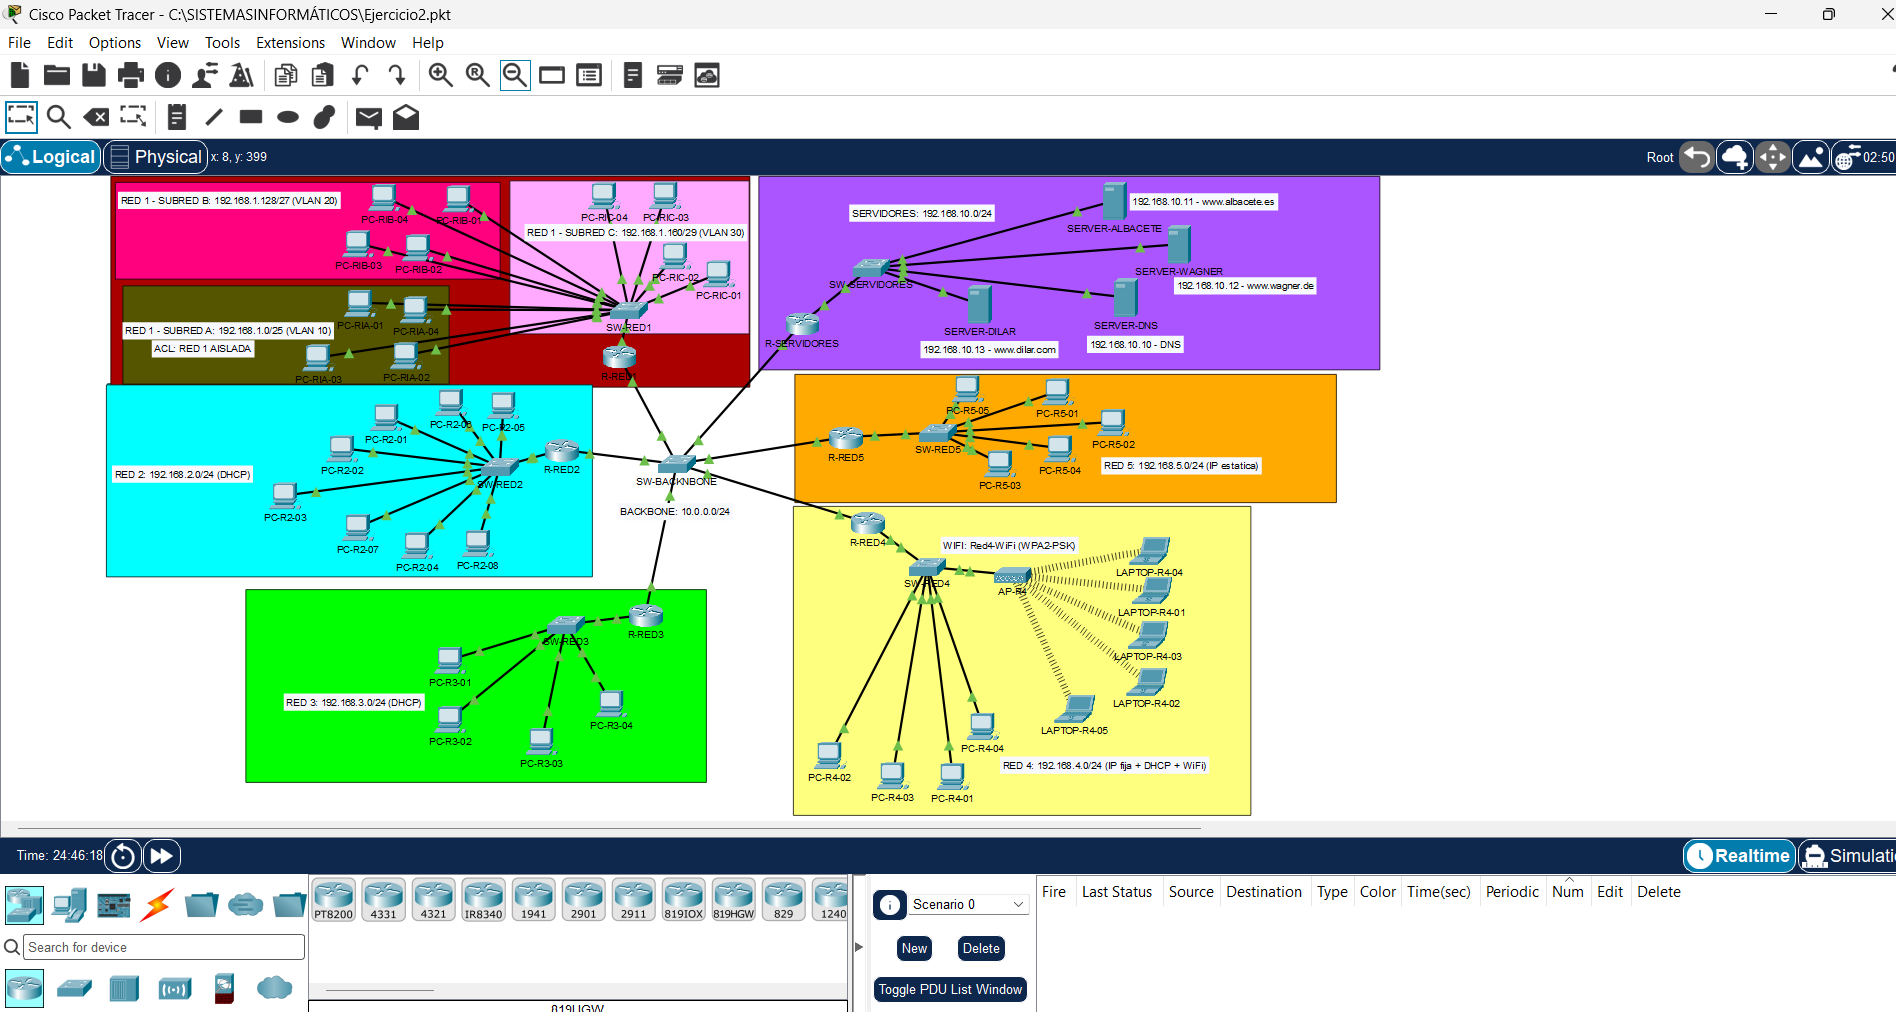 Cisco Packet Tracer - C:\SISTEMASINFORMÁTICOS\Ejercicio2.pkt
File Edit Options View Tools Extensions Window Help
Logical Physical x: 8, y: 399 Root 02:50
RED 1 - SUBRED B: 192.168.1.128/27 (VLAN 20)
PC-RIB-04
PC-RIB-01
PC-RIB-03
PC-RIB-02
PC-RIC-04
PC-RIC-03
RED 1 - SUBRED C: 192.168.1.160/29 (VLAN 30)
PC-RIC-02
PC-RIC-01
SW-RED1
PC-RIA-01
PC-RIA-04
RED 1 - SUBRED A: 192.168.1.0/25 (VLAN 10)
ACL: RED 1 AISLADA
PC-RIA-03
PC-RIA-02
R-RED1
SERVIDORES: 192.168.10.0/24
192.168.10.11 - www.albacete.es
SERVER-ALBACETE
SERVER-WAGNER
192.168.10.12 - www.wagner.de
SW-SERVIDORES
SERVER-DNS
192.168.10.10 - DNS
SERVER-DILAR
192.168.10.13 - www.dilar.com
R-SERVIDORES
PC-R2-01
PC-R2-06
PC-R2-05
PC-R2-02
R-RED2
RED 2: 192.168.2.0/24 (DHCP)
SW-RED2
PC-R2-03
PC-R2-07
PC-R2-04
PC-R2-08
SW-BACKNBONE
BACKBONE: 10.0.0.0/24
PC-R5-05
PC-R5-01
PC-R5-02
R-RED5
SW-RED5
PC-R5-04
PC-R5-03
RED 5: 192.168.5.0/24 (IP estatica)
R-RED4
WIFI: Red4-WiFi (WPA2-PSK)
SW-RED4
AP-R4
LAPTOP-R4-04
LAPTOP-R4-01
LAPTOP-R4-03
LAPTOP-R4-02
LAPTOP-R4-05
PC-R4-04
PC-R4-02
PC-R4-03
PC-R4-01
RED 4: 192.168.4.0/24 (IP fija + DHCP + WiFi)
SW-RED3
R-RED3
PC-R3-01
RED 3: 192.168.3.0/24 (DHCP)
PC-R3-02
PC-R3-04
PC-R3-03
Time: 24:46:18 Realtime Simulati
PT8200 4331 4321 IR8340 1941 2901 2911 819IOX 819HGW 829 1240
Search for device
819HGW
Scenario 0
New Delete
Toggle PDU List Window
Fire Last Status Source Destination Type Color Time(sec) Periodic Num Edit Delete